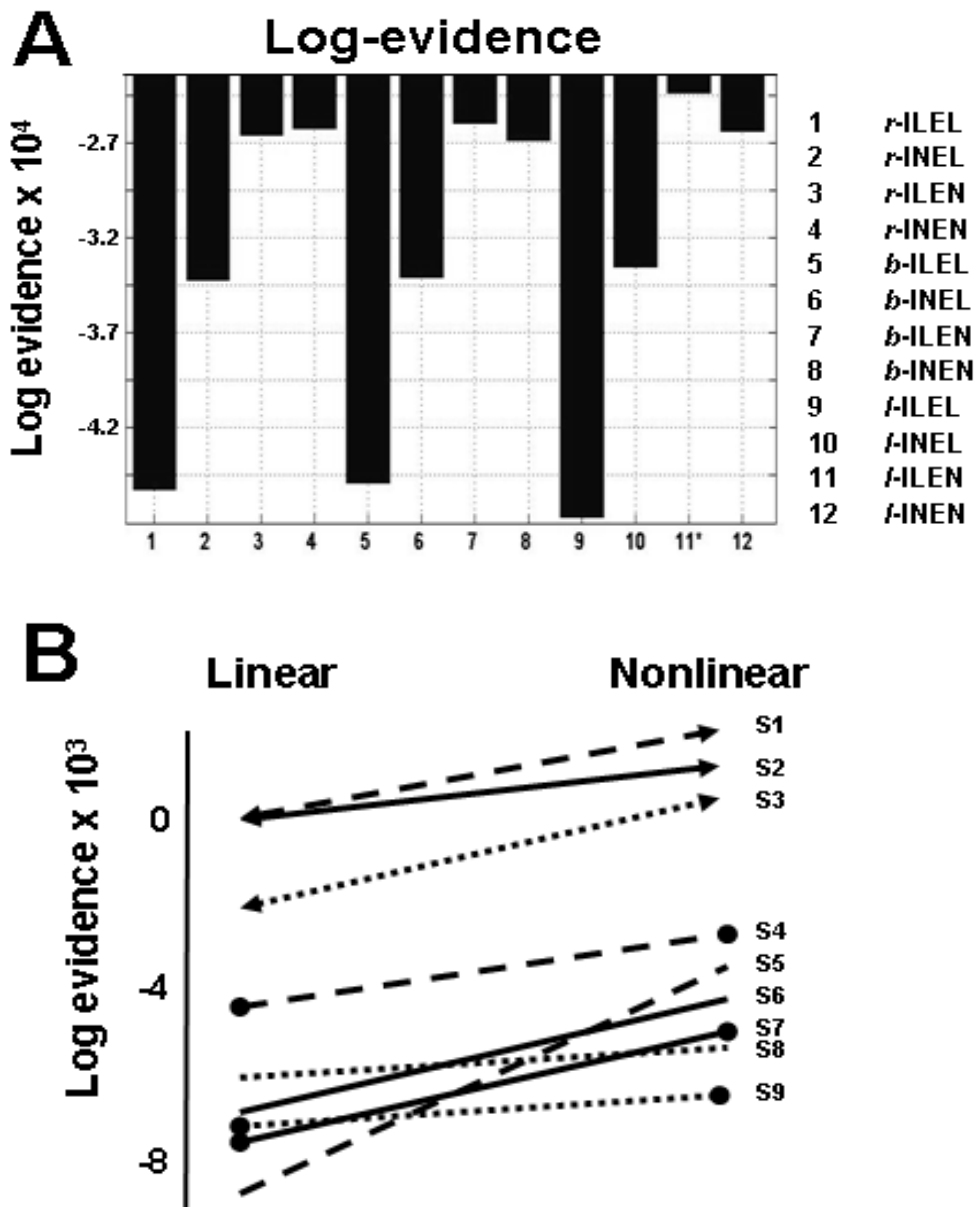 A
Log-evidence
Log evidence x 10⁴
-2.7
-3.2
-3.7
-4.2
1 2 3 4 5 6 7 8 9 10 11* 12
1 r-ILEL
2 r-INEL
3 r-ILEN
4 r-INEN
5 b-ILEL
6 b-INEL
7 b-ILEN
8 b-INEN
9 l-ILEL
10 l-INEL
11 l-ILEN
12 l-INEN
B
Linear Nonlinear
Log evidence x 10³
0
-4
-8
S1
S2
S3
S4
S5
S6
S7
S8
S9